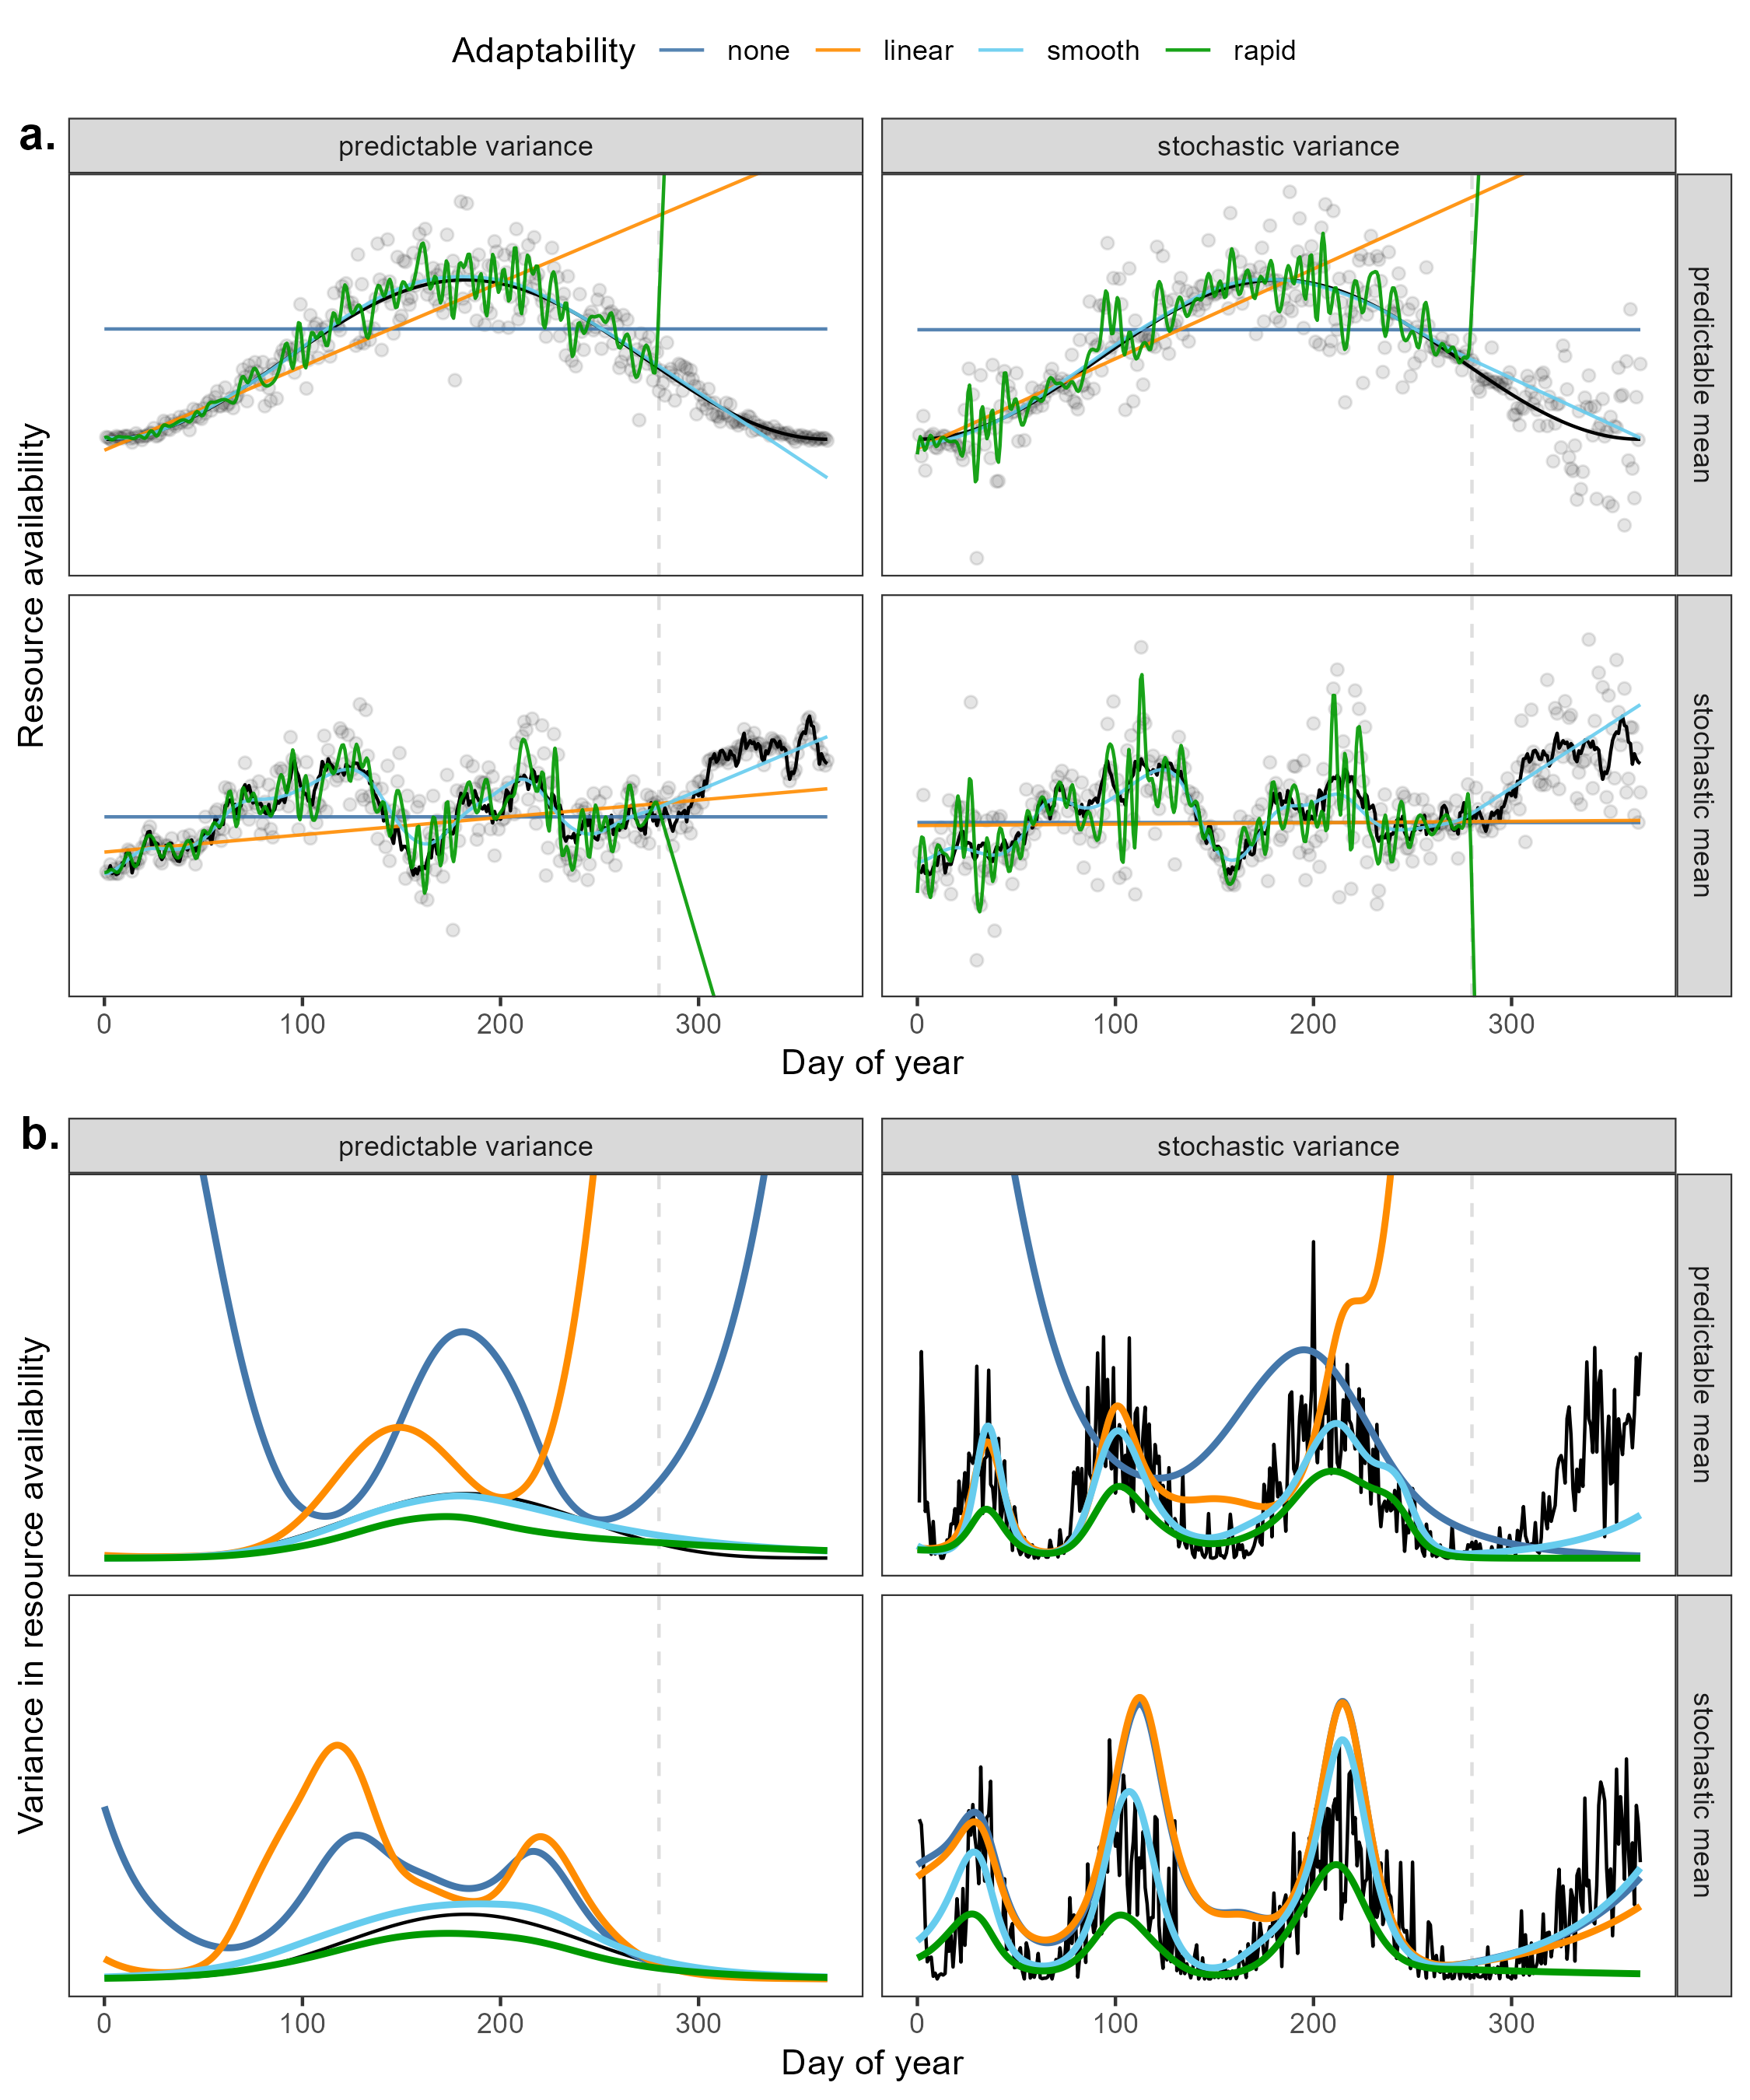 Adaptability none linear smooth rapid
a.
predictable variance stochastic variance
predictable mean
stochastic mean
Resource availability
0 100 200 300 0 100 200 300
Day of year
b.
predictable variance stochastic variance
predictable mean
stochastic mean
Variance in resource availability
0 100 200 300 0 100 200 300
Day of year